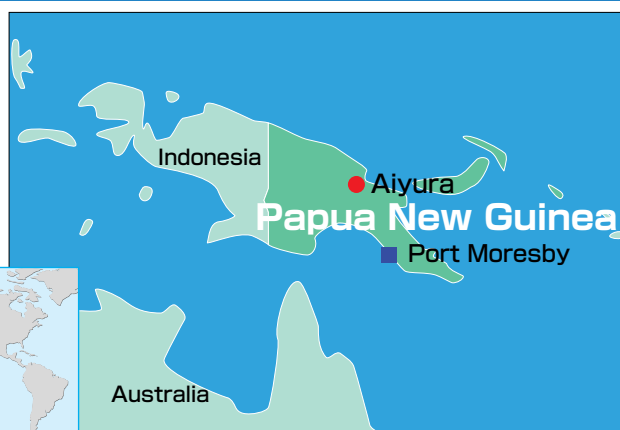 Indonesia
Aiyura
Papua New Guinea
Port Moresby
Australia